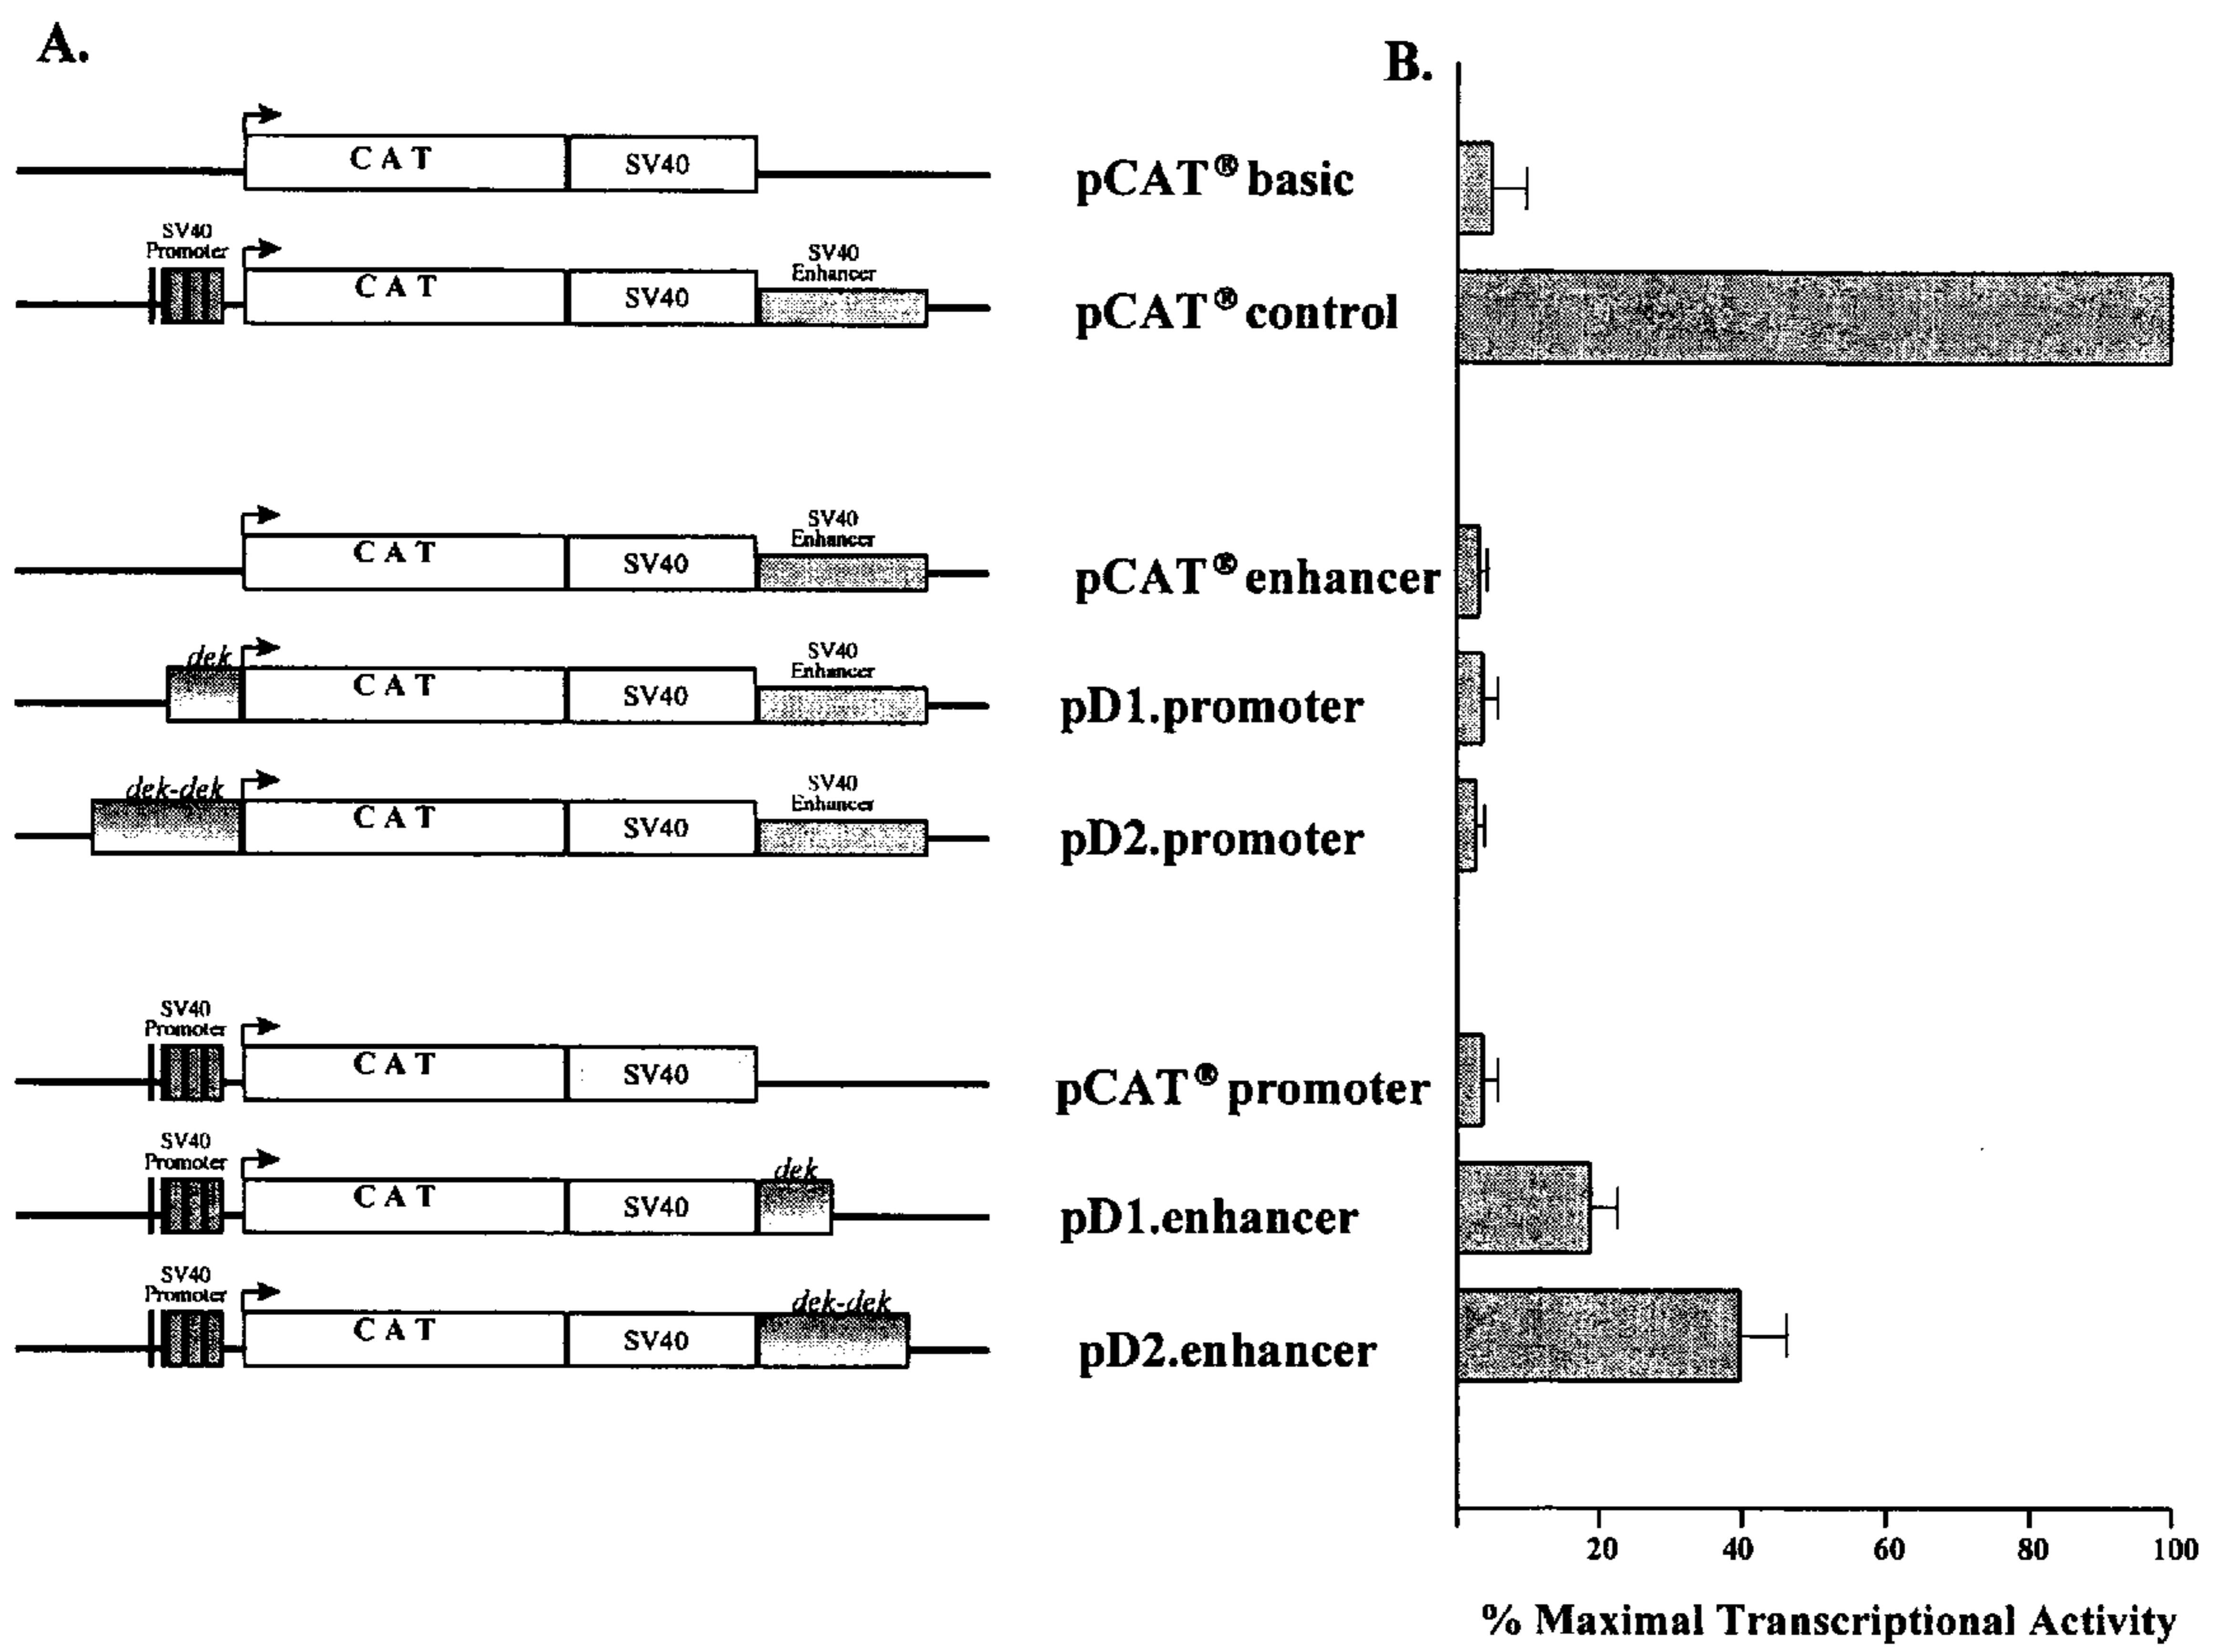 A.
B.
CAT SV40
pCAT® basic
SV40
Promoter
SV40
Enhancer
CAT SV40
pCAT® control
SV40
Enhancer
CAT SV40
pCAT® enhancer
dek
SV40
Enhancer
CAT SV40
pD1.promoter
dek-dek
SV40
Enhancer
CAT SV40
pD2.promoter
SV40
Promoter
CAT SV40
pCAT® promoter
SV40
Promoter
dek
CAT SV40
pD1.enhancer
SV40
Promoter
dek-dek
CAT SV40
pD2.enhancer
20 40 60 80 100
% Maximal Transcriptional Activity